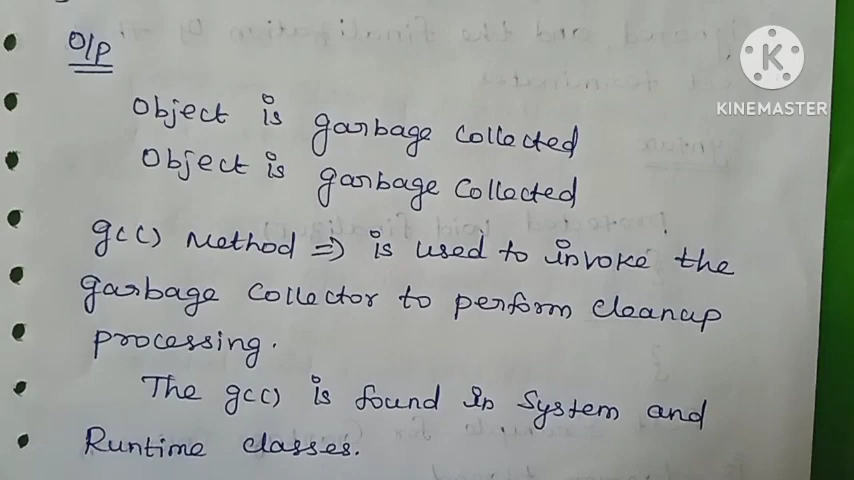 O/P
KINEMASTER
Object is garbage collected
Object is garbage collected
gc() Method => is used to invoke the
garbage collector to perform cleanup
processing.
The gc() is found in System and
Runtime classes.